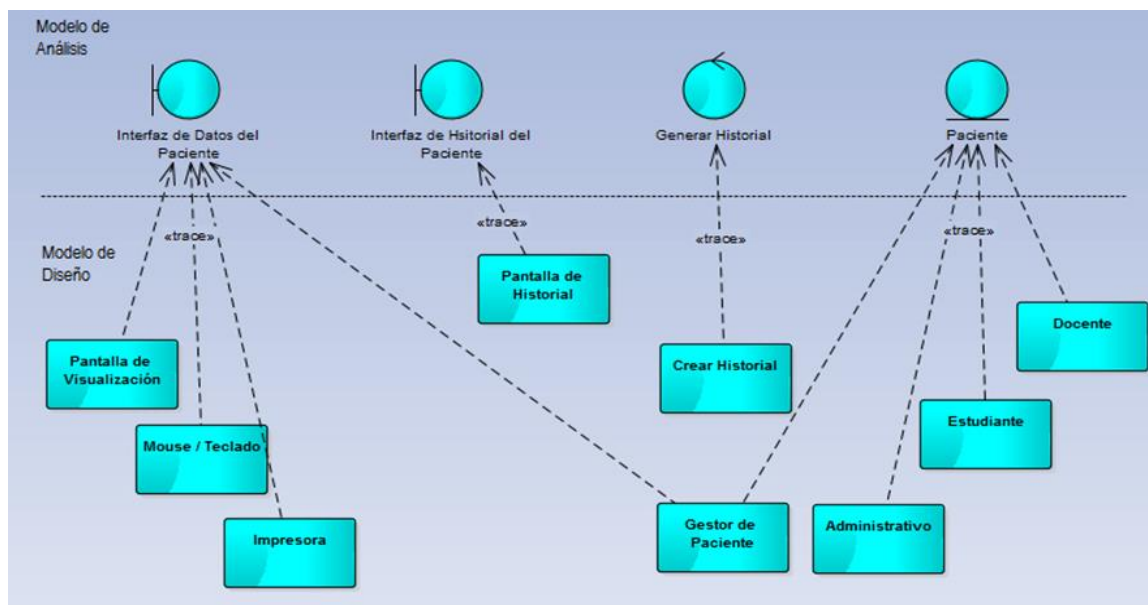 Modelo de
Análisis
Interfaz de Datos del
Paciente
Interfaz de Hsitorial del
Paciente
Generar Historial
Paciente
«trace»
«trace»
«trace»
«trace»
Modelo de
Diseño
Pantalla de
Historial
Docente
Pantalla de
Visualización
Crear Historial
Estudiante
Mouse / Teclado
Impresora
Gestor de
Paciente
Administrativo